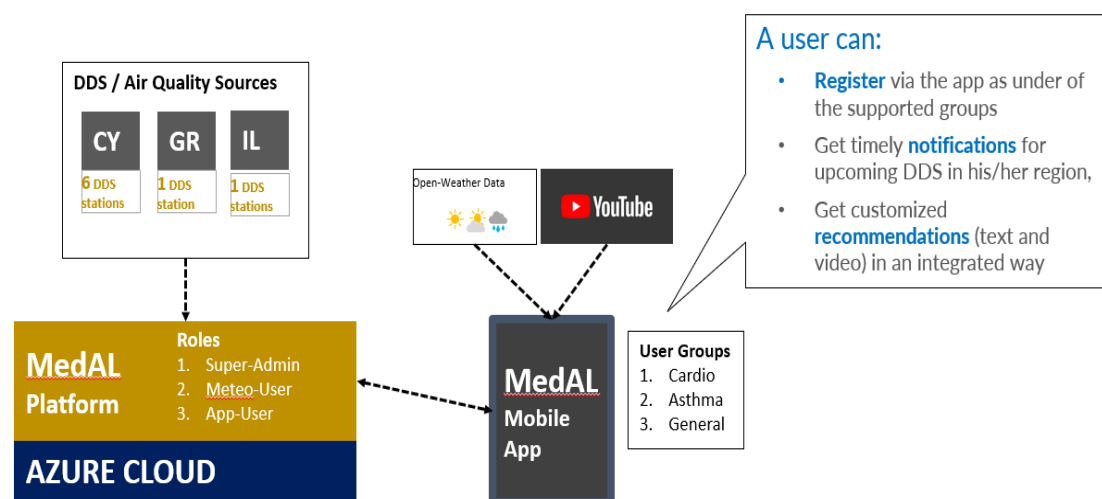 DDS / Air Quality Sources
CY
GR
IL
6 DDS
stations
1 DDS
station
1 DDS
stations
Open-Weather Data
YouTube
A user can:
• Register via the app as under of
the supported groups
• Get timely notifications for
upcoming DDS in his/her region,
• Get customized
recommendations (text and
video) in an integrated way
MedAL
Platform
Roles
1. Super-Admin
2. Meteo-User
3. App-User
AZURE CLOUD
MedAL
Mobile
App
User Groups
1. Cardio
2. Asthma
3. General